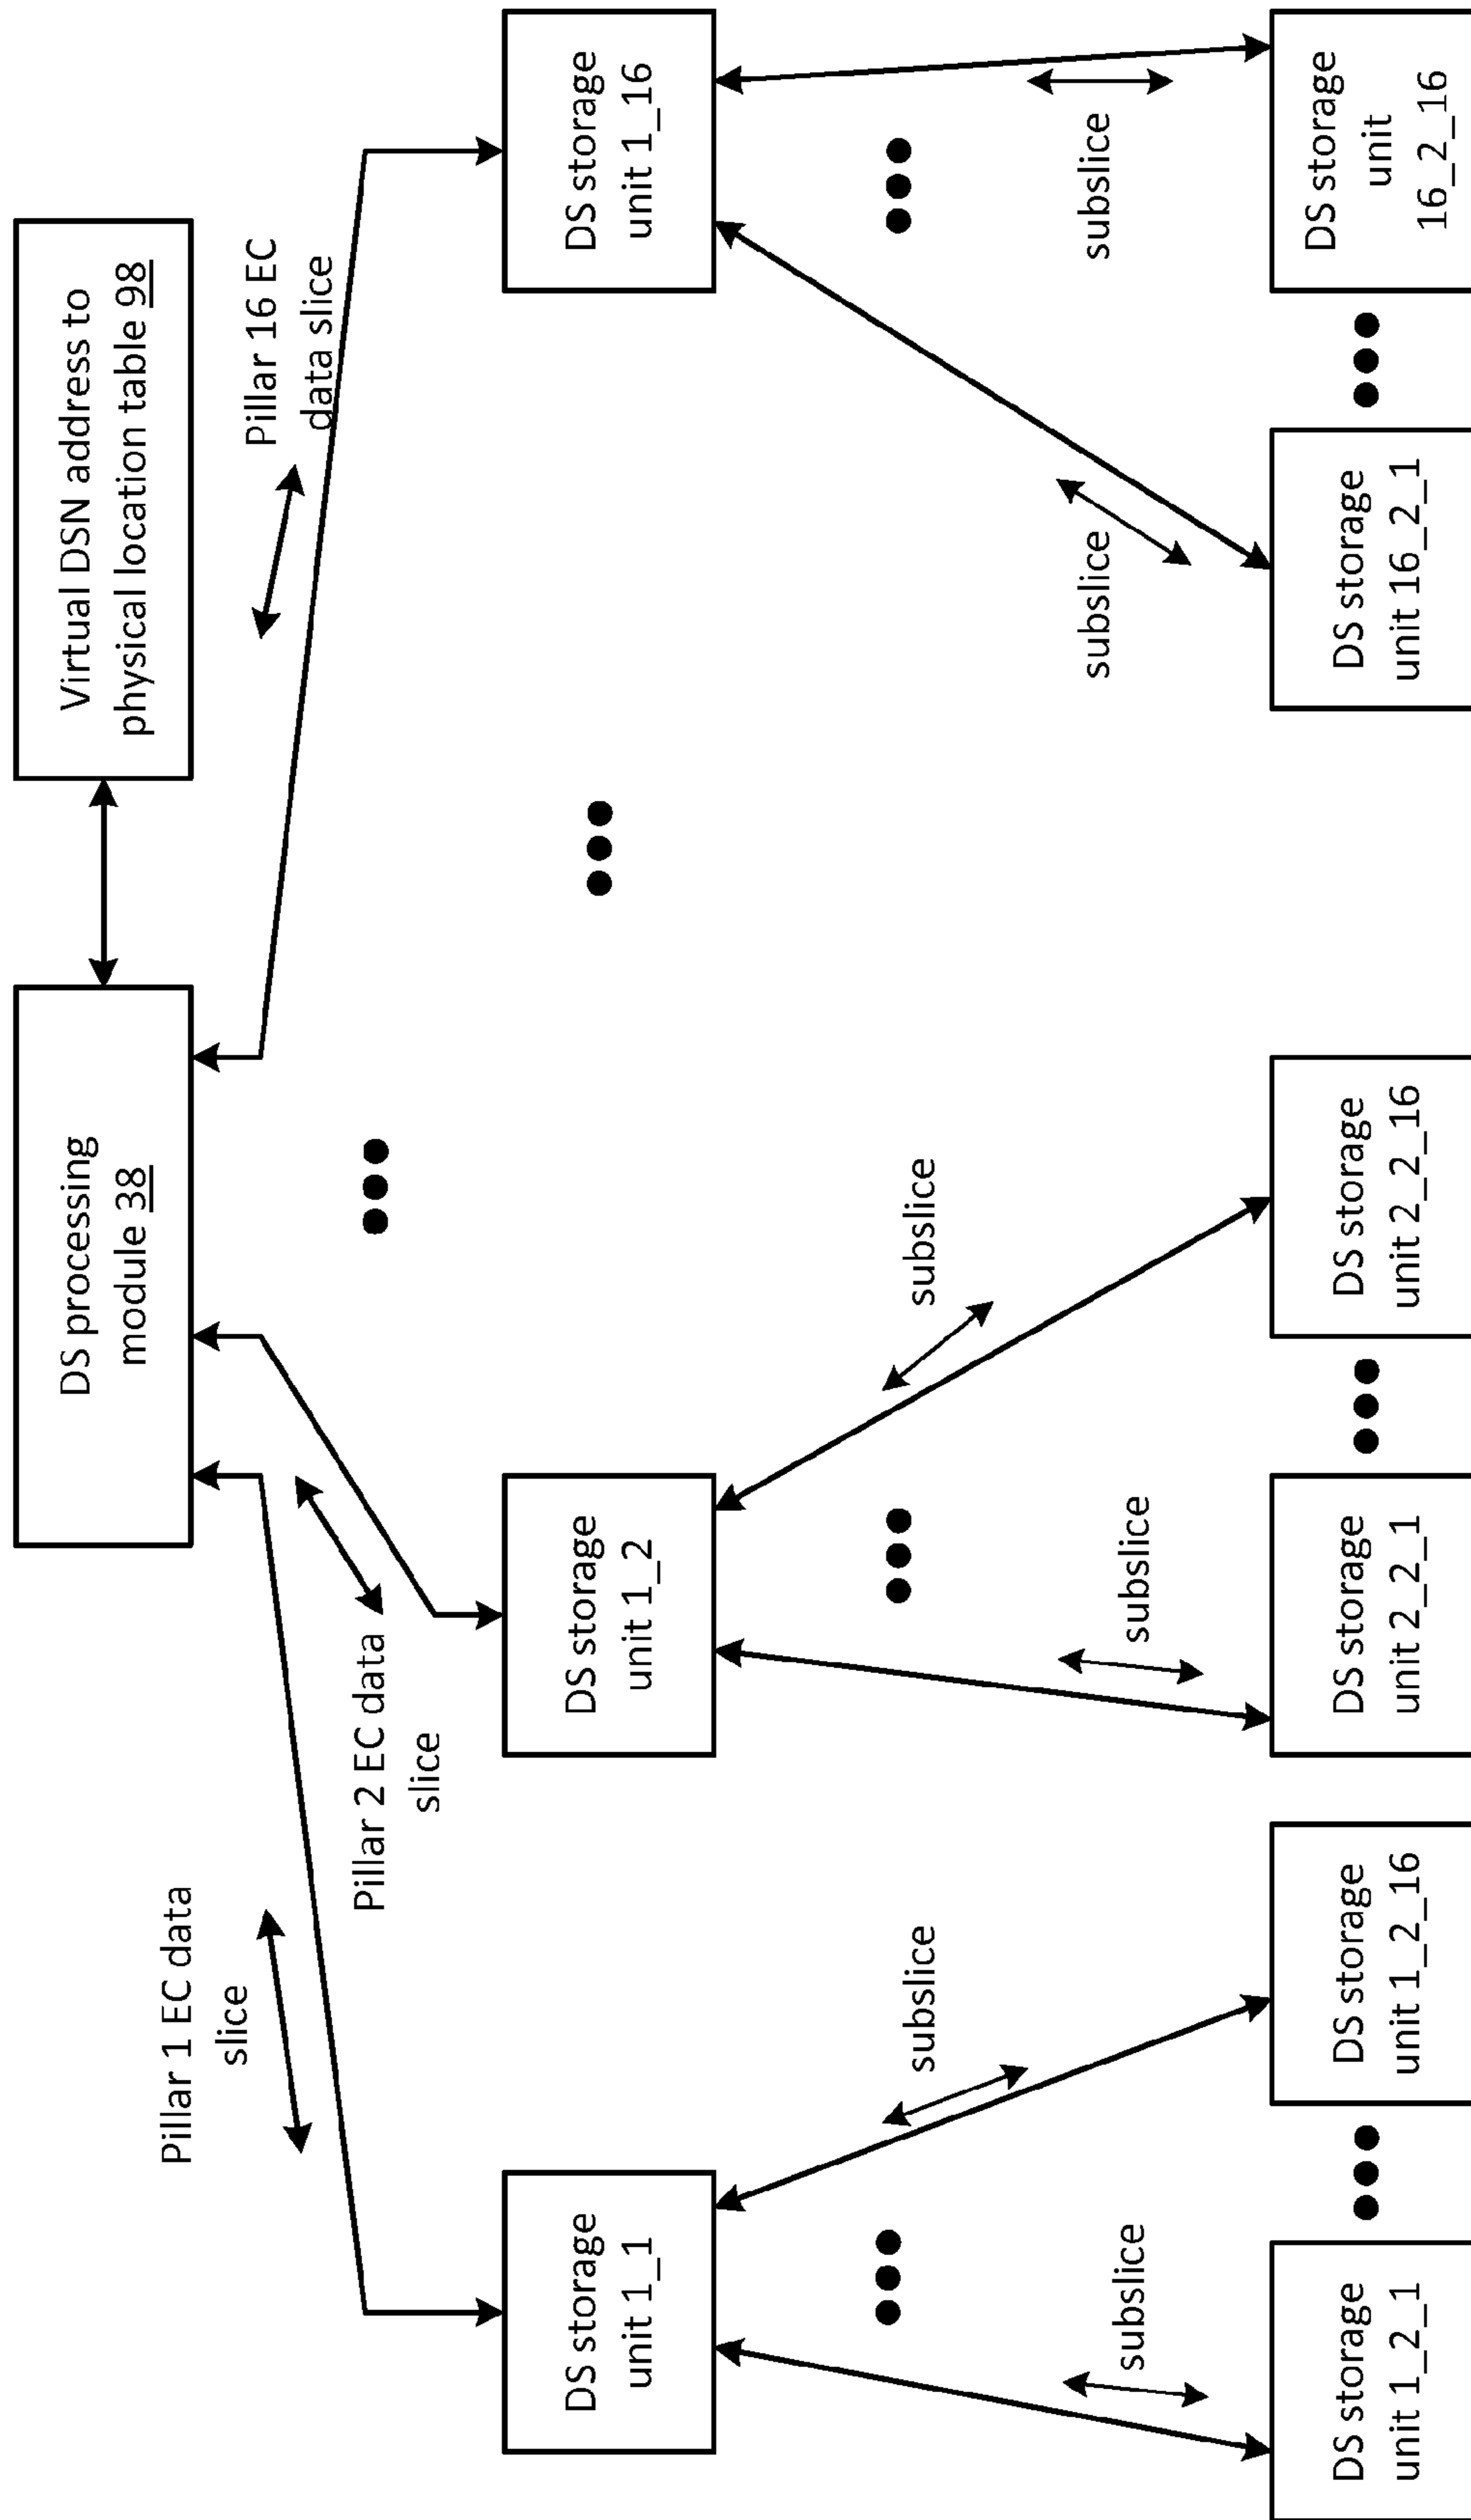 DS processing
module 38
Virtual DSN address to
physical location table 98
Pillar 1 EC data
slice
Pillar 2 EC data
slice
Pillar 16 EC
data slice
DS storage
unit 1_1
DS storage
unit 1_2
DS storage
unit 1_16
subslice
subslice
subslice
subslice
subslice
subslice
DS storage
unit 1_2_1
DS storage
unit 1_2_16
DS storage
unit 2_2_1
DS storage
unit 2_2_16
DS storage
unit 16_2_1
DS storage
unit
16_2_16